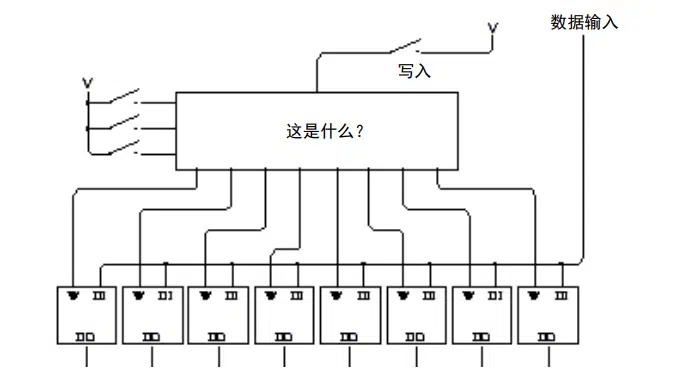 数据输入
V
写入
V
这是什么？
W DI W DI W DI W DI W DI W DI W DI W DI
DO DO DO DO DO DO DO DO